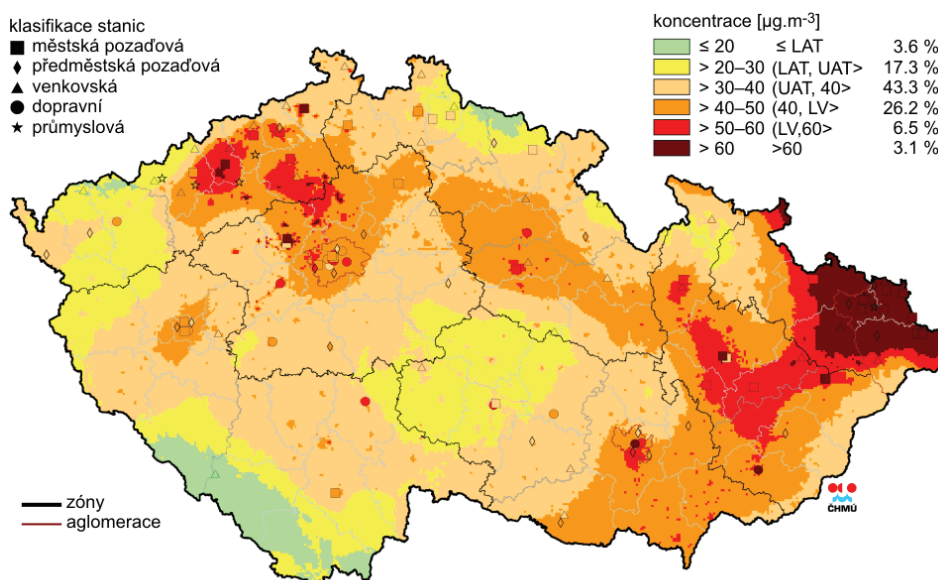 klasifikace stanic
městská pozaďová
předměstská pozaďová
venkovská
dopravní
průmyslová
koncentrace [µg.m⁻³]
≤ 20 ≤ LAT 3.6 %
> 20–30 (LAT, UAT> 17.3 %
> 30–40 (UAT, 40> 43.3 %
> 40–50 (40, LV> 26.2 %
> 50–60 (LV,60> 6.5 %
> 60 >60 3.1 %
zóny
aglomerace
ČHMÚ